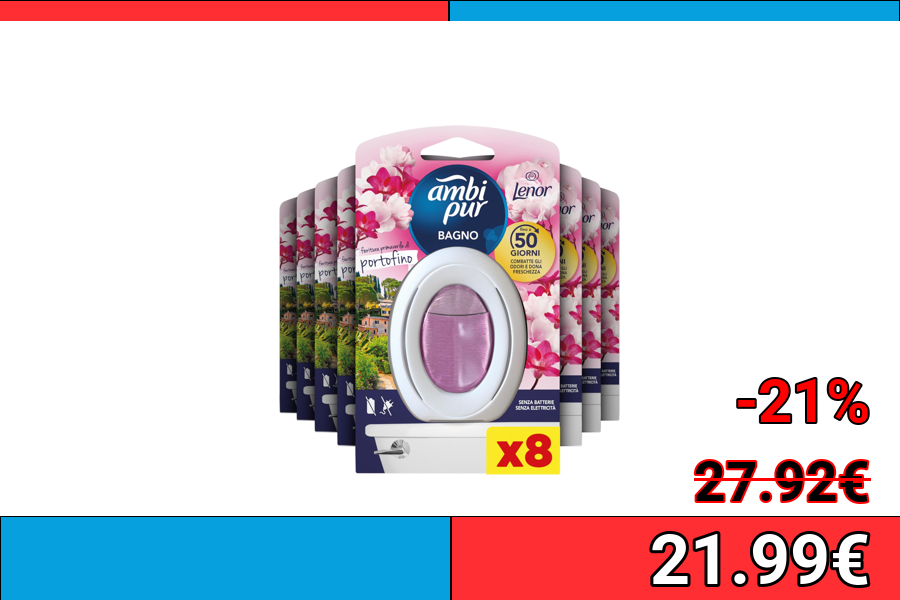 ambi
pur
BAGNO
Lenor
fino a
50
GIORNI
COMBATTE GLI
ODORI E DONA
FRESCHEZZA
fioritura primaverile di
portofino
SENZA BATTERIE
SENZA ELETTRICITÀ
x8
-21%
27.92€
21.99€